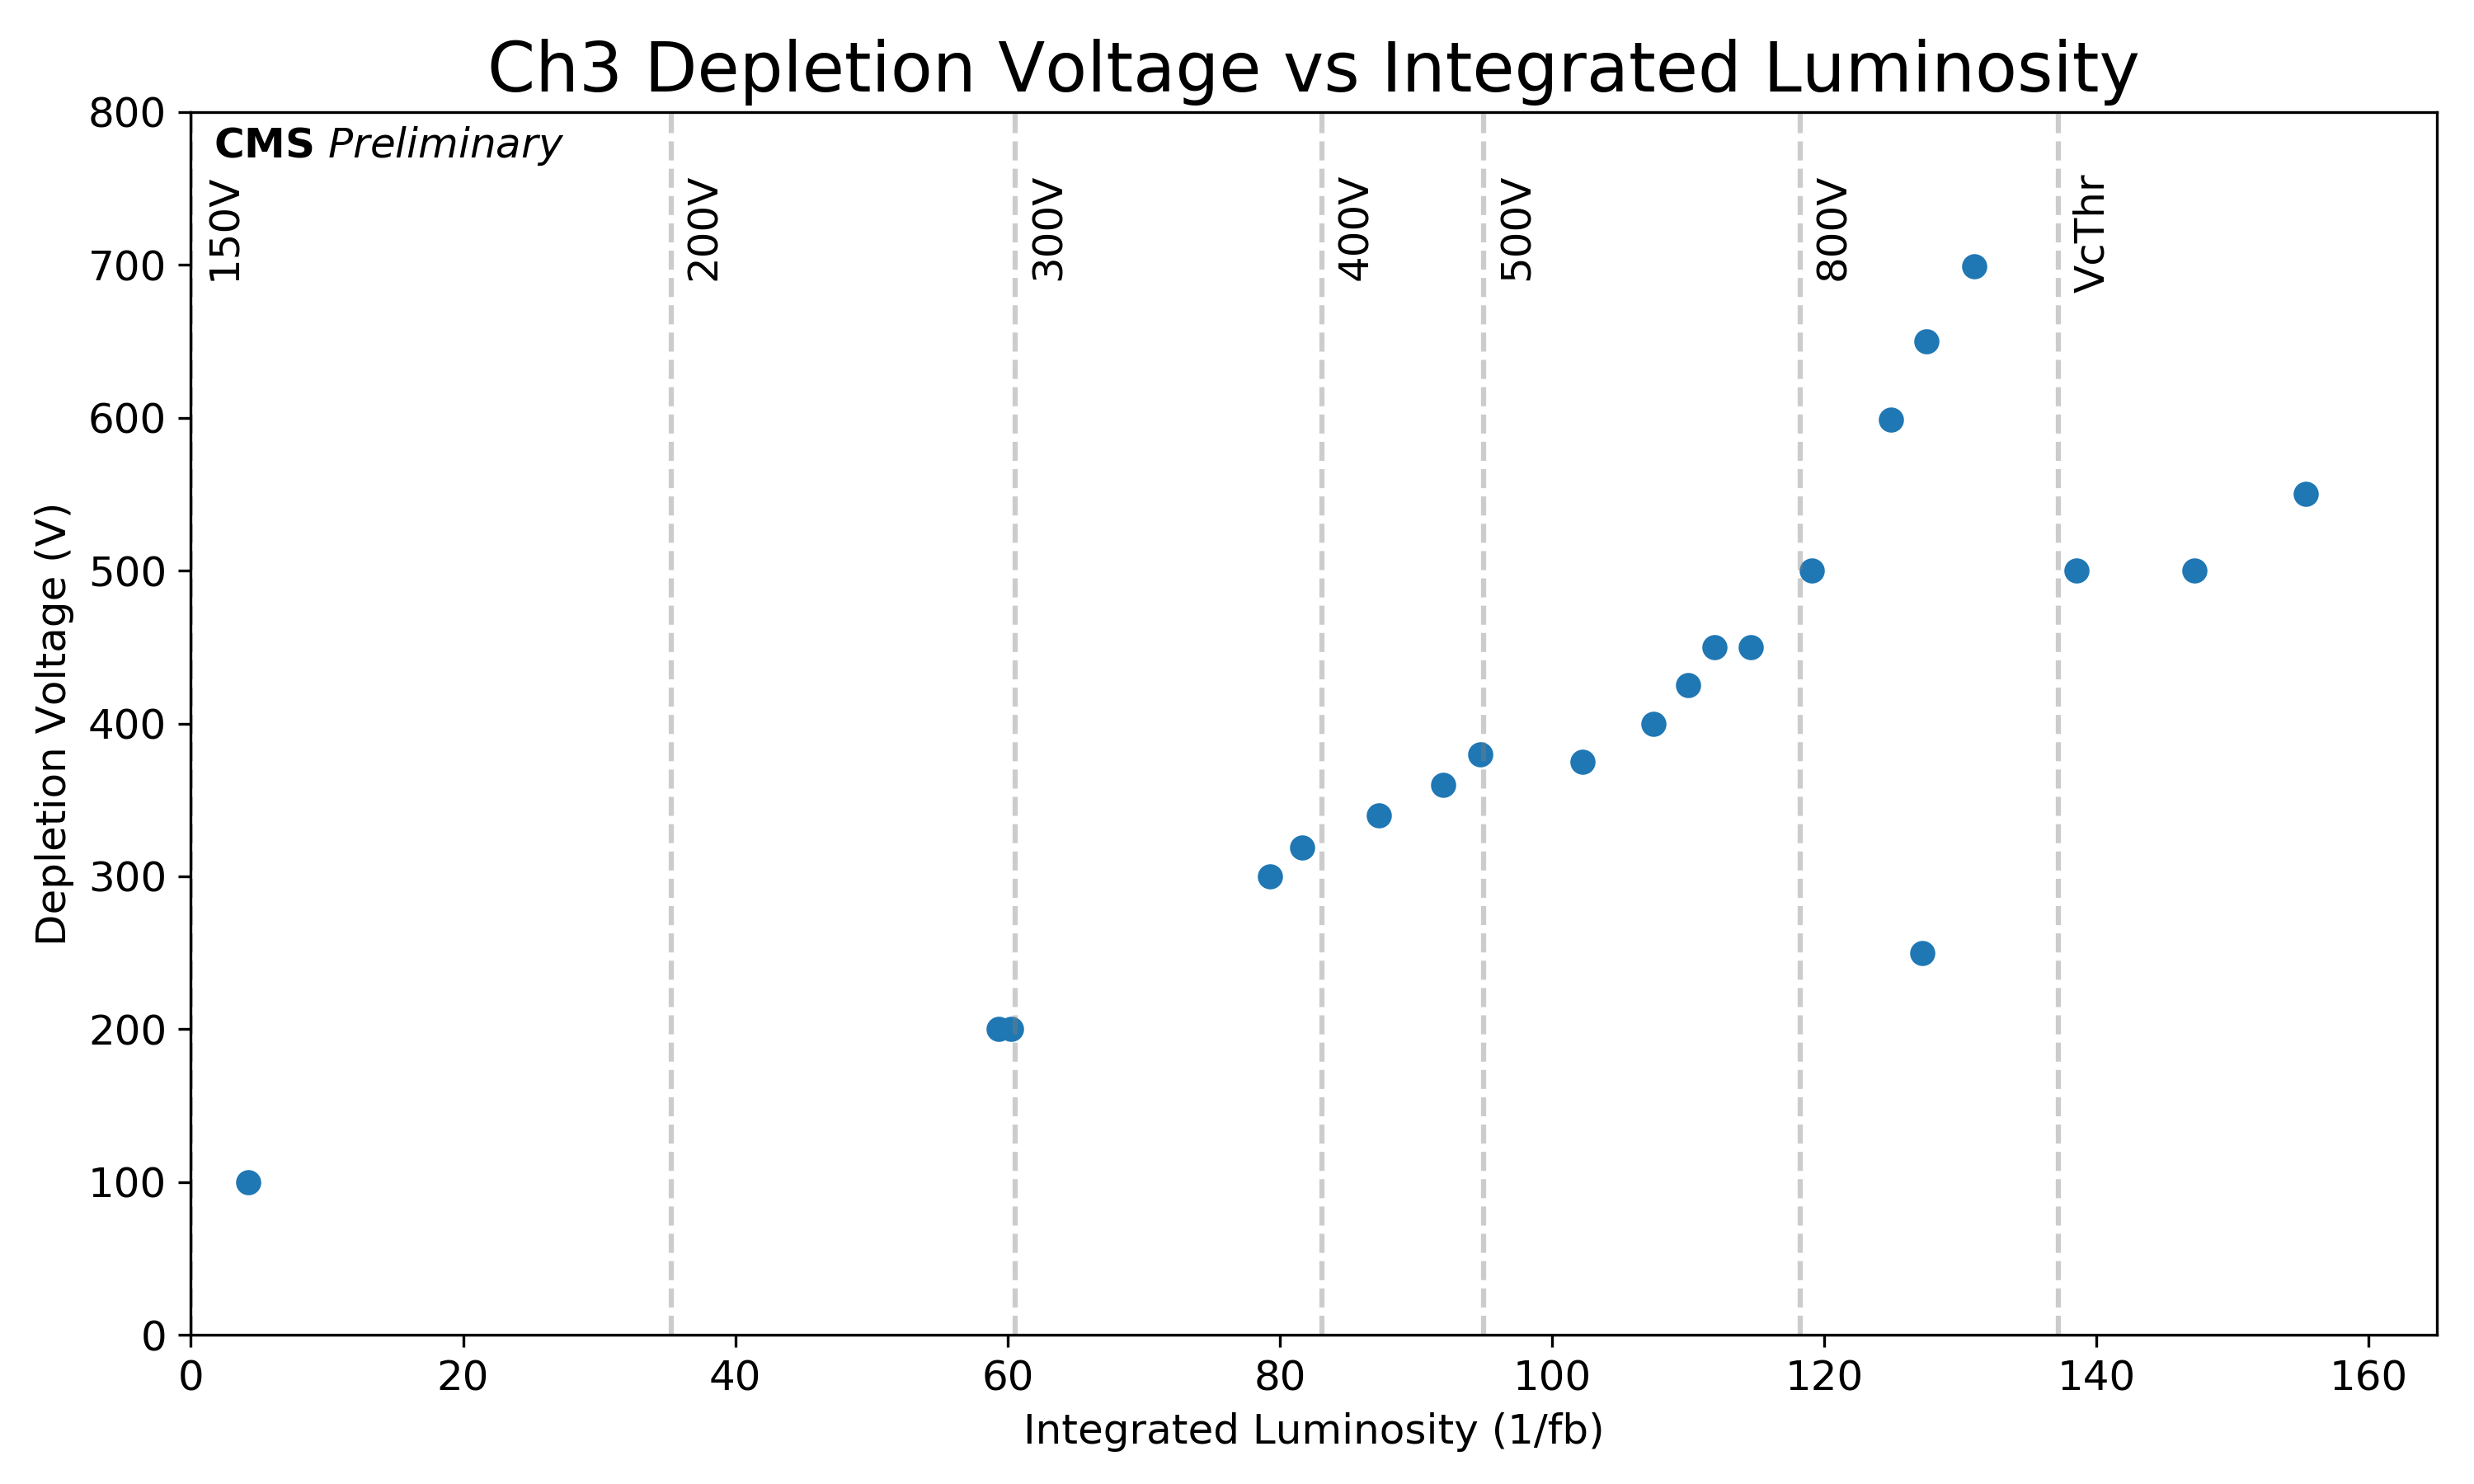 Ch3 Depletion Voltage vs Integrated Luminosity
CMS Preliminary
150V
200V
300V
400V
500V
800V
VcThr
800
700
600
500
400
300
200
100
0
Depletion Voltage (V)
0 20 40 60 80 100 120 140 160
Integrated Luminosity (1/fb)